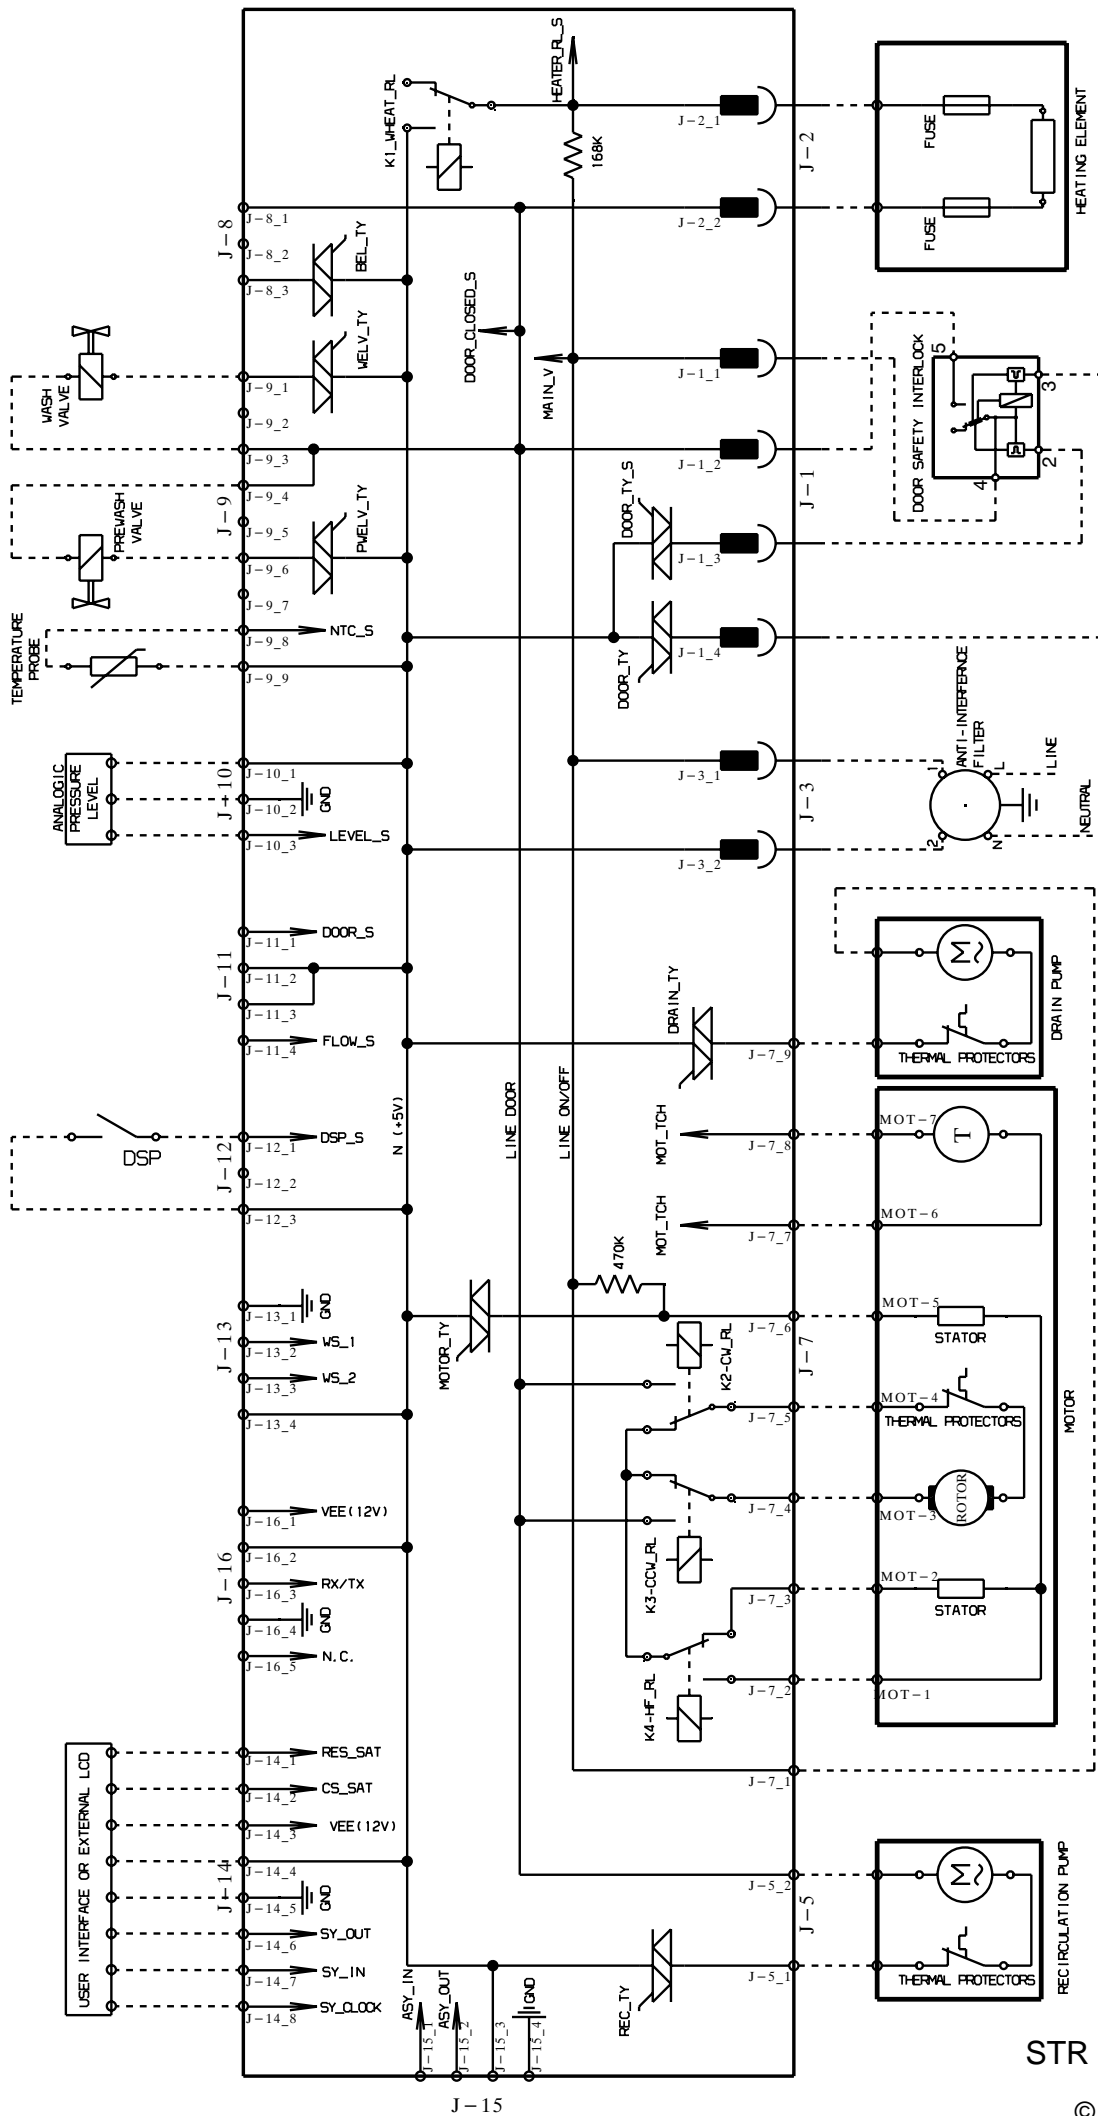 K1_WHEAT_RL
HEATER_RL_S
168K
J-2_1
J-2_2
J-2
FUSE
FUSE
HEATING ELEMENT
J-8
J-8_1
J-8_2
J-8_3
BEL_TY
WELV_TY
DOOR_CLOSED_S
MAIN_V
WASH
VALVE
J-9
J-9_1
J-9_2
J-9_3
J-9_4
J-9_5
J-9_6
J-9_7
J-9_8
J-9_9
PREWASH
VALVE
PWELV_TY
NTC_S
TEMPERATURE
PROBE
J-1_1
J-1_2
J-1_3
J-1_4
J-1
DOOR_TY_S
DOOR_TY
DOOR SAFETY INTERLOCK
5
4
3
2
ANALOGIC
PRESSURE
LEVEL
J-10
J-10_1
J-10_2
J-10_3
GND
LEVEL_S
J-3_1
J-3_2
J-3
ANTI-INTERFERNCE
FILTER
1
2
L
N
LINE
NEUTRAL
J-11
J-11_1
J-11_2
J-11_3
J-11_4
DOOR_S
FLOW_S
DRAIN_TY
J-7_9
M
DRAIN PUMP
THERMAL PROTECTORS
N (+5V)
LINE DOOR
LINE ON/OFF
DSP
J-12
J-12_1
J-12_2
J-12_3
DSP_S
MOT_TCH
MOT_TCH
J-7_8
J-7_7
MOT-7
MOT-6
T
470K
J-13
J-13_1
J-13_2
J-13_3
J-13_4
GND
WS_1
WS_2
MOTOR_TY
J-7_6
J-7
K2-CW_RL
J-7_5
J-7_4
K3-CCW_RL
J-7_3
K4-HF_RL
J-7_2
J-7_1
MOT-5
STATOR
MOT-4
THERMAL PROTECTORS
MOT-3
ROTOR
MOT-2
STATOR
MOT-1
MOTOR
J-16
J-16_1
J-16_2
J-16_3
J-16_4
J-16_5
VEE(12V)
RX/TX
GND
N.C.
USER INTERFACE OR EXTERNAL LCD
J-14
J-14_1
J-14_2
J-14_3
J-14_4
J-14_5
J-14_6
J-14_7
J-14_8
RES_SAT
CS_SAT
VEE(12V)
GND
SY_OUT
SY_IN
SY_CLOCK
ASY_IN
ASY_OUT
GND
J-15_1
J-15_2
J-15_3
J-15_4
J-15
REC_TY
J-5_2
J-5_1
J-5
M
THERMAL PROTECTORS
RECIRCULATION PUMP
STR
©